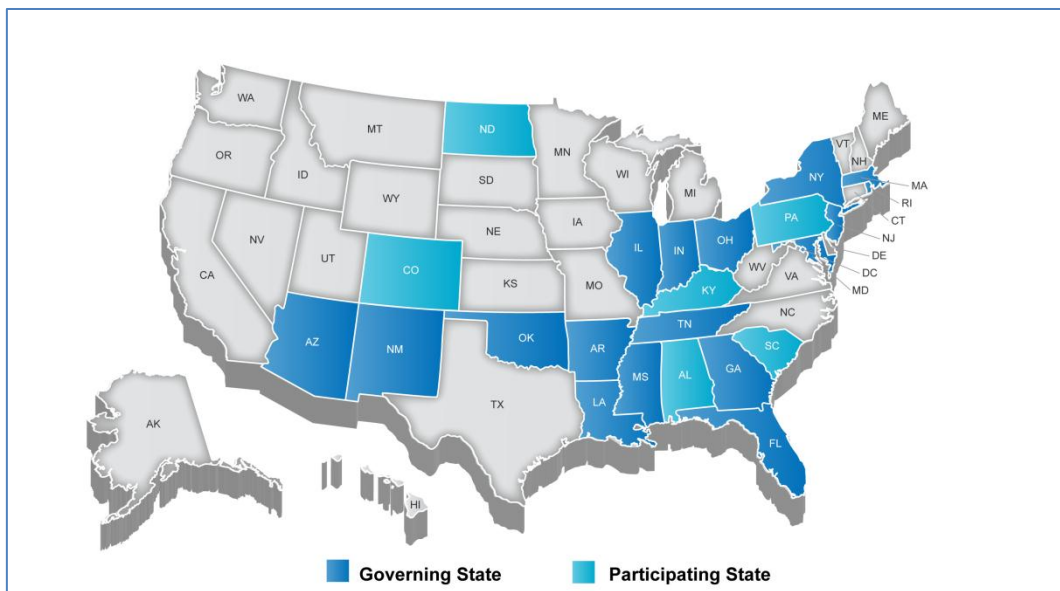 WA
MT
ND
MN
ME
VT
NH
OR
ID
SD
WI
MI
NY
MA
WY
RI
CT
IA
PA
NJ
NE
NV
UT
IL
IN
OH
DE
DC
CA
CO
WV
VA
MD
KS
MO
KY
NC
TN
AZ
NM
OK
AR
SC
MS
AL
GA
TX
LA
AK
FL
HI
Governing State
Participating State